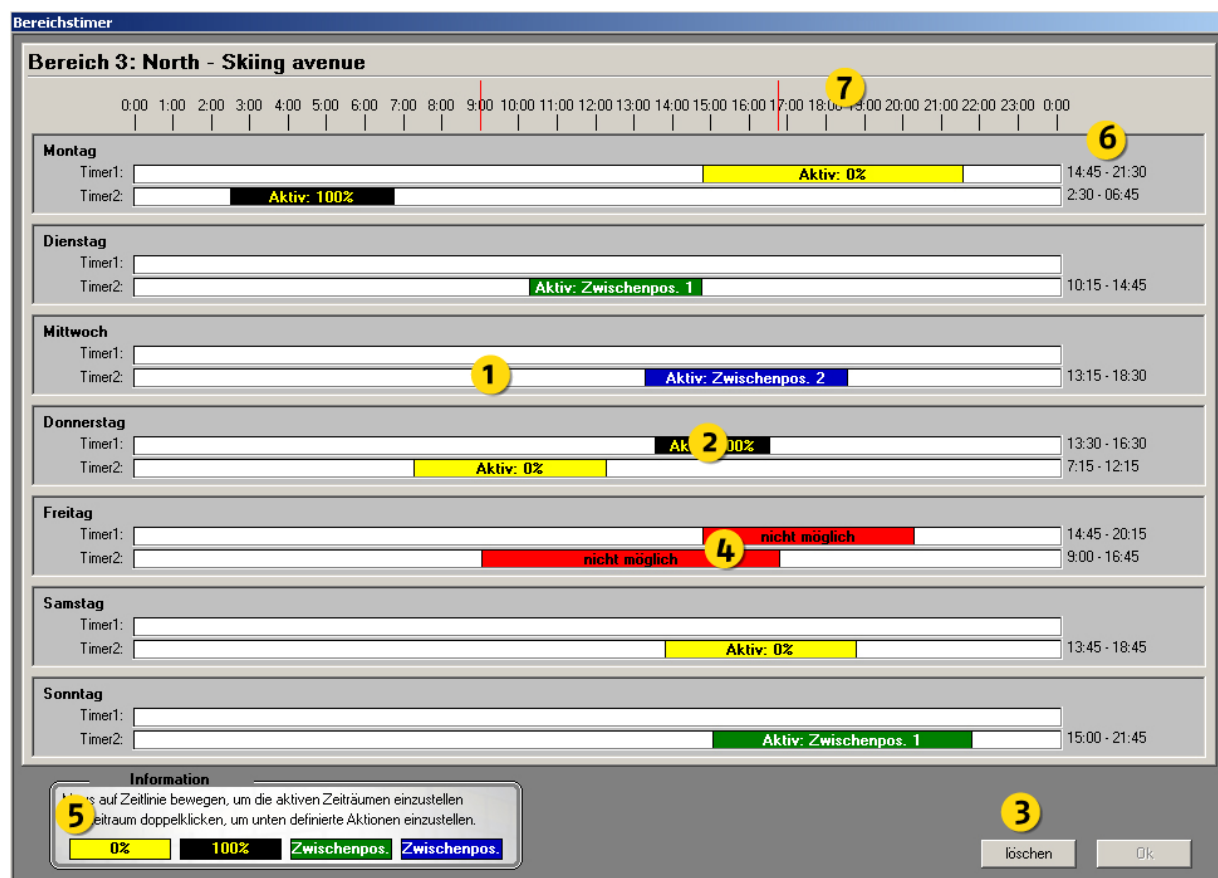 Bereichstimer
Bereich 3: North - Skiing avenue
7
0:00 1:00 2:00 3:00 4:00 5:00 6:00 7:00 8:00 9:00 10:00 11:00 12:00 13:00 14:00 15:00 16:00 17:00 18:00 19:00 20:00 21:00 22:00 23:00 0:00
6
Montag
Timer1: Aktiv: 0% 14:45 - 21:30
Timer2: Aktiv: 100% 2:30 - 06:45
Dienstag
Timer1:
Timer2: Aktiv: Zwischenpos. 1 10:15 - 14:45
Mittwoch
Timer1:
Timer2: 1 Aktiv: Zwischenpos. 2 13:15 - 18:30
Donnerstag
Timer1: 2 13:30 - 16:30
Timer2: Aktiv: 0% 7:15 - 12:15
Freitag
Timer1: nicht möglich 14:45 - 20:15
4
Timer2: nicht möglich 9:00 - 16:45
Samstag
Timer1:
Timer2: Aktiv: 0% 13:45 - 18:45
Sonntag
Timer1:
Timer2: Aktiv: Zwischenpos. 1 15:00 - 21:45
Information
auf Zeitlinie bewegen, um die aktiven Zeiträumen einzustellen
5 doppelklicken, um unten definierte Aktionen einzustellen.
0% 100% Zwischenpos. Zwischenpos.
3
löschen Ok